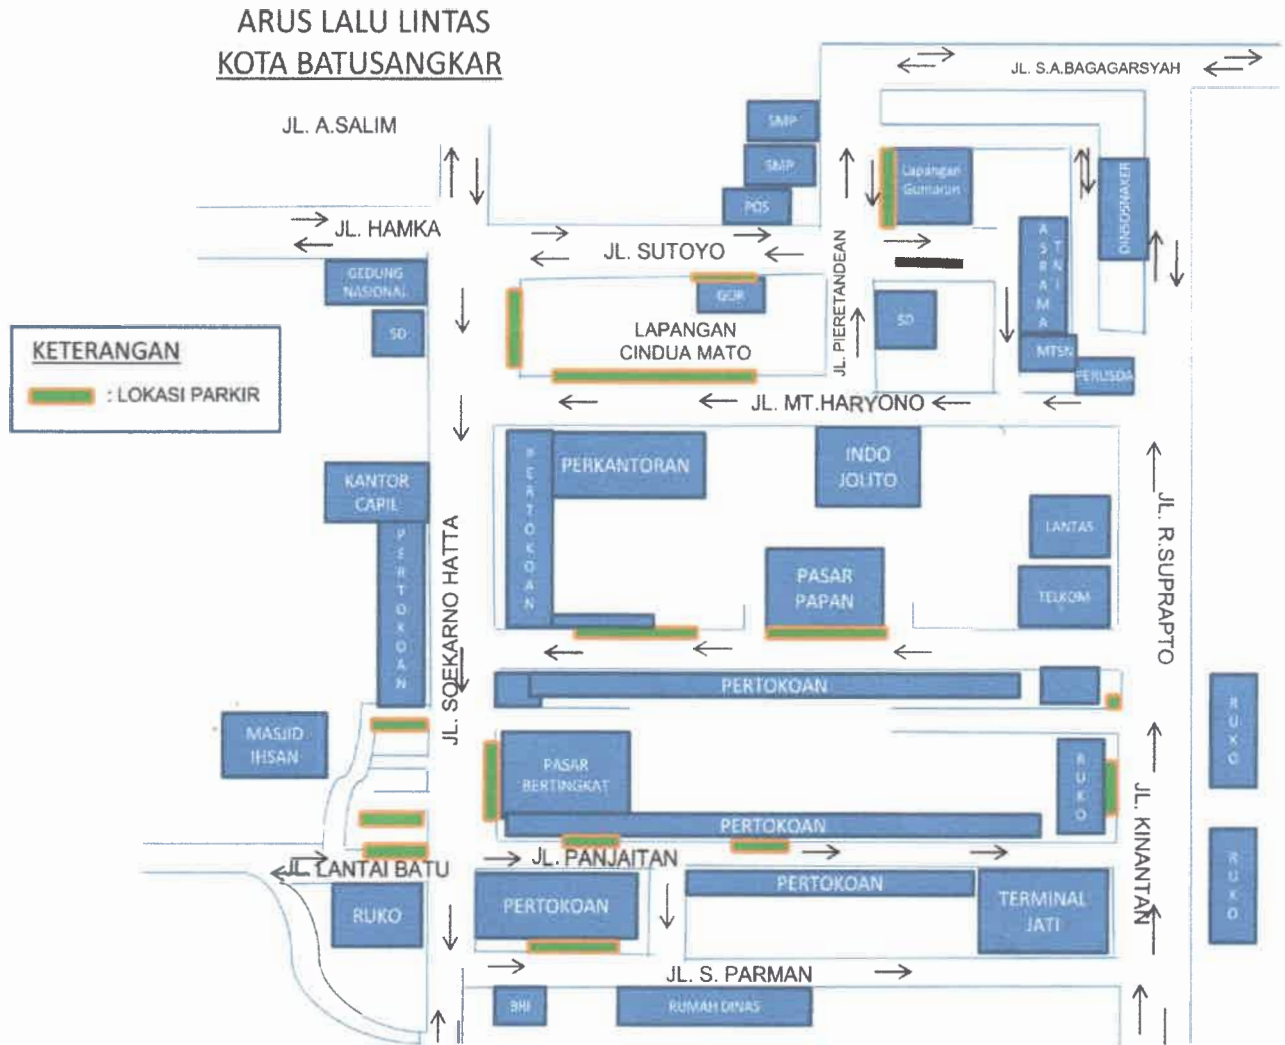 ARUS LALU LINTAS
KOTA BATUSANGKAR
JL. S.A.BAGAGARSYAH
JL. A.SALIM
SMP
SMP
POS
Lapangan
Gumarun
DINSOSNAKER
JL. HAMKA
JL. SUTOYO
JL. PIERETANDEAN
ASRAMA
TNI
GEDUNG
NASIONAL
SD
GOR
LAPANGAN
CINDUA MATO
SD
MTSN
PERUSDA
KETERANGAN
: LOKASI PARKIR
JL. MT.HARYONO
KANTOR
CAPIL
PERTOKOAN
PERTOKOAN
PERKANTORAN
INDO
JOLITO
LANTAS
TELKOM
PASAR
PAPAN
JL. SOEKARNO HATTA
JL. R.SUPRAPTO
PERTOKOAN
MASJID
IHSAN
PASAR
BERTINGKAT
RUKO
RUKO
PERTOKOAN
JL. KINANTAN
JL. LANTAI BATU
JL. PANJAITAN
RUKO
PERTOKOAN
PERTOKOAN
TERMINAL
JATI
RUKO
JL. S. PARMAN
BRI
RUMAH DINAS